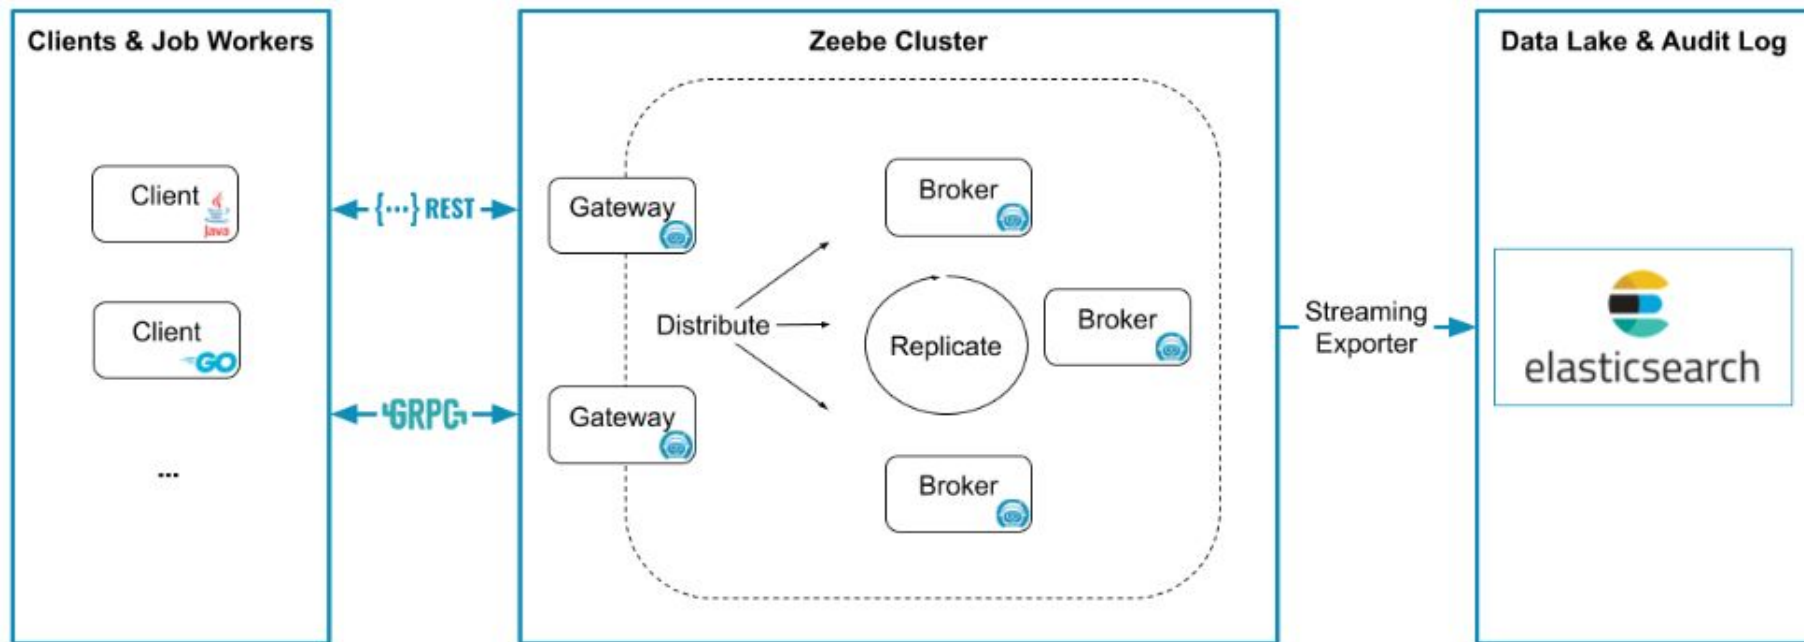 Clients & Job Workers
Client
Java
Client
GO
...
{...} REST
GRPC
Zeebe Cluster
Gateway
Gateway
Distribute
Broker
Replicate
Broker
Broker
Streaming
Exporter
Data Lake & Audit Log
elasticsearch